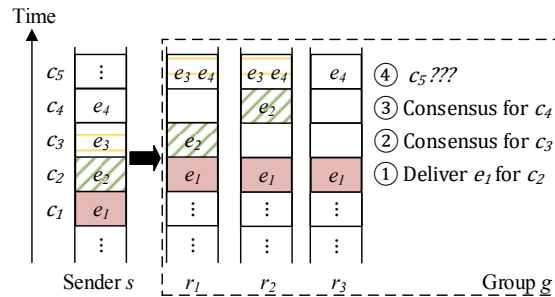 Time
c5 ⋮ e3 e4 e3 e4 e4 ④ c5???
c4 e4 e2 ③ Consensus for c4
c3 e3 e2 ② Consensus for c3
c2 e2 e1 e1 e1 ① Deliver e1 for c2
c1 e1 ⋮ ⋮ ⋮
⋮ ⋮ ⋮ ⋮
Sender s r1 r2 r3 Group g